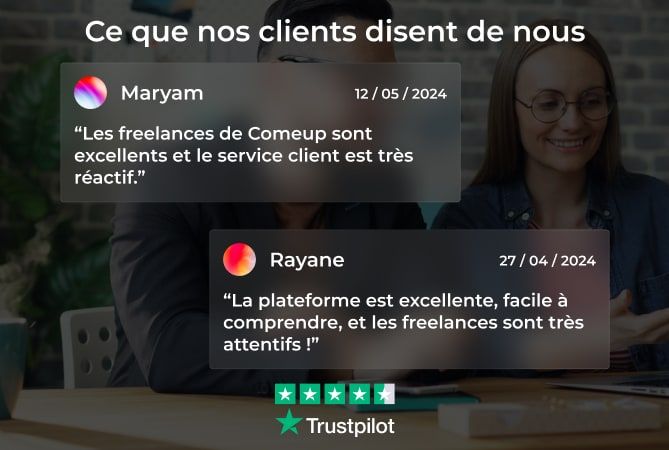 Ce que nos clients disent de nous
Maryam
12 / 05 / 2024
“Les freelances de Comeup sont
excellents et le service client est très
réactif.”
Rayane
27 / 04 / 2024
“La plateforme est excellente, facile à
comprendre, et les freelances sont très
attentifs !”
Trustpilot